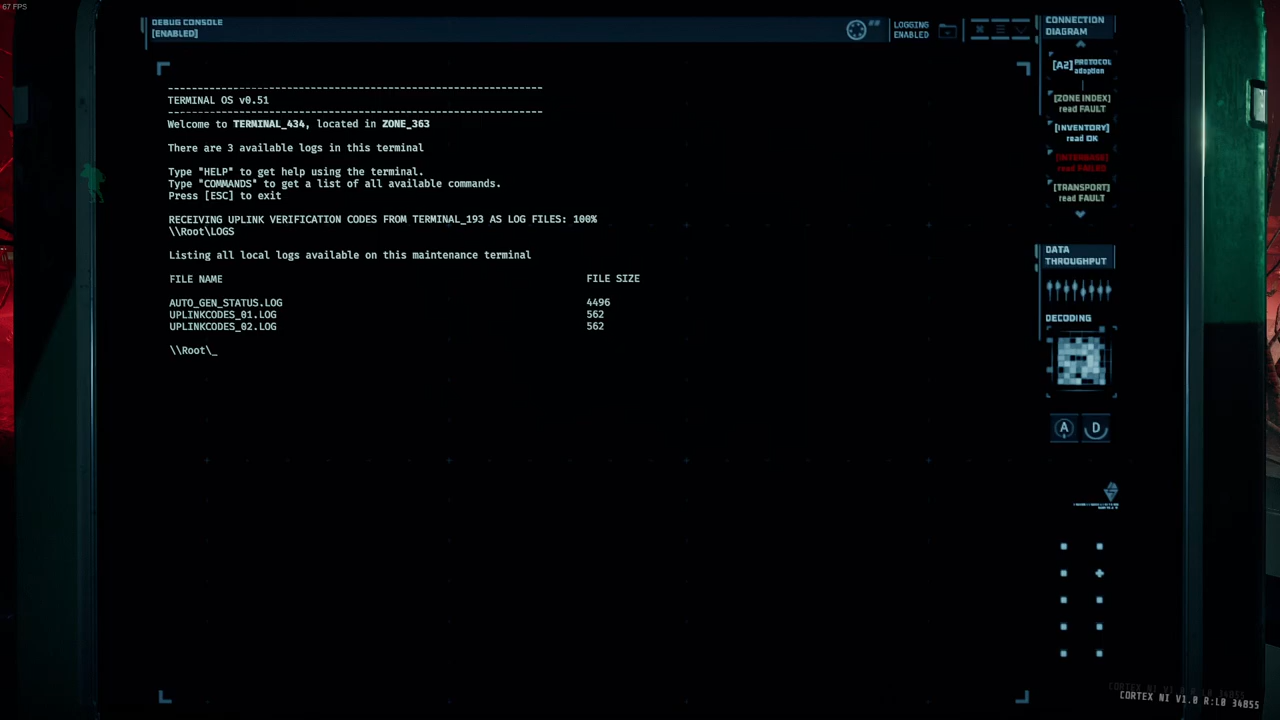 67 FPS
DEBUG CONSOLE
[ENABLED]
LOGGING
ENABLED
CONNECTION
DIAGRAM
[A2] PROTOCOL
adaption
[ZONE INDEX]
read FAULT
[INVENTORY]
read OK
[INTERBASE]
read FAILED
[TRANSPORT]
read FAULT
DATA
THROUGHPUT
DECODING
A D
--------------------------------------------------------------
TERMINAL OS v0.51
--------------------------------------------------------------
Welcome to TERMINAL_434, located in ZONE_363
There are 3 available logs in this terminal
Type "HELP" to get help using the terminal.
Type "COMMANDS" to get a list of all available commands.
Press [ESC] to exit
RECEIVING UPLINK VERIFICATION CODES FROM TERMINAL_193 AS LOG FILES: 100%
\\Root\LOGS
Listing all local logs available on this maintenance terminal
FILE NAME FILE SIZE
AUTO_GEN_STATUS.LOG 4496
UPLINKCODES_01.LOG 562
UPLINKCODES_02.LOG 562
\\Root\_
CORTEX NI V1.0 R:L0 34855